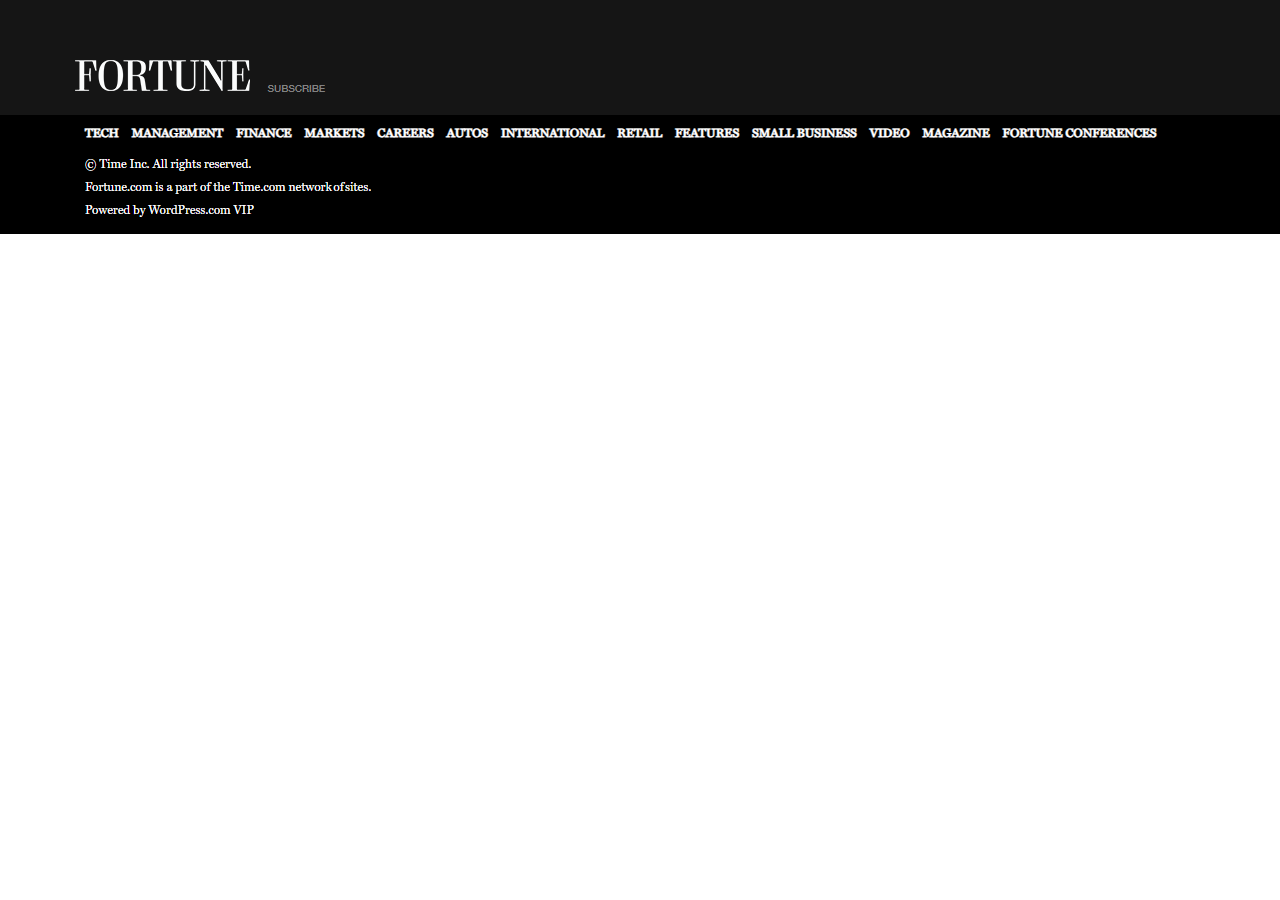 FORTUNE SUBSCRIBE
TECH MANAGEMENT FINANCE MARKETS CAREERS AUTOS INTERNATIONAL RETAIL FEATURES SMALL BUSINESS VIDEO MAGAZINE FORTUNE CONFERENCES
© Time Inc. All rights reserved.
Fortune.com is a part of the Time.com network of sites.
Powered by WordPress.com VIP